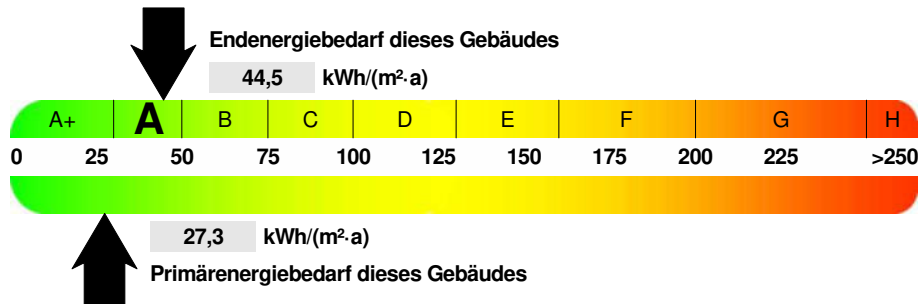 Endenergiebedarf dieses Gebäudes
44,5 kWh/(m²·a)
A+ A B C D E F G H
0 25 50 75 100 125 150 175 200 225 >250
27,3 kWh/(m²·a)
Primärenergiebedarf dieses Gebäudes